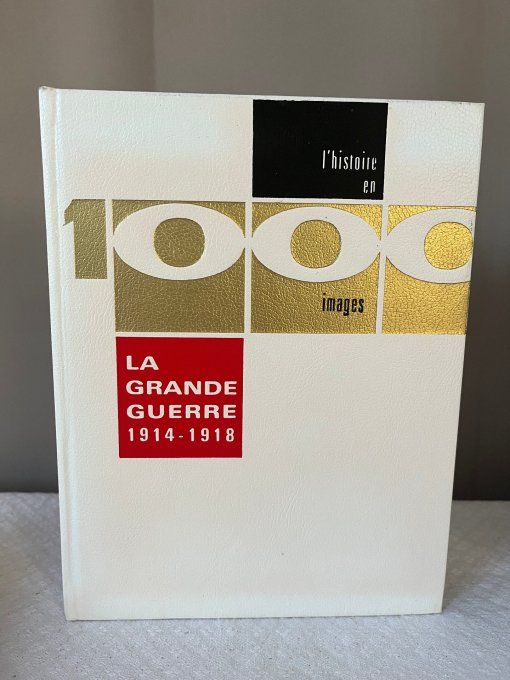 l'histoire
en
1000
images
LA
GRANDE
GUERRE
1914-1918